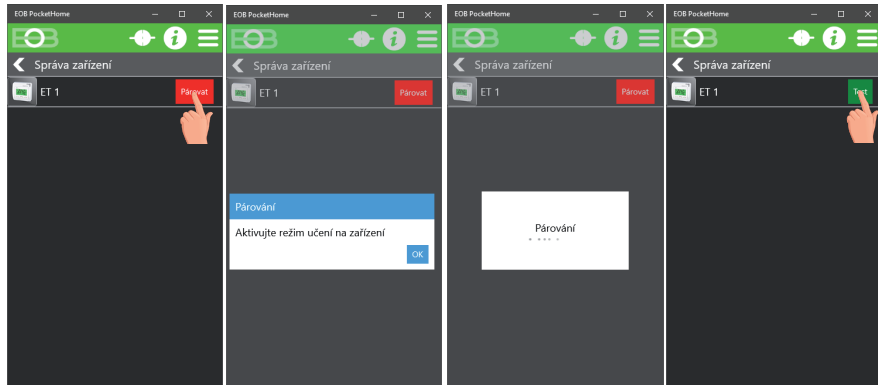 EOB PocketHome
EOB
Správa zařízení
ET 1
Párovat
EOB PocketHome
EOB
Správa zařízení
ET 1
Párovat
Párování
Aktivujte režim učení na zařízení
OK
EOB PocketHome
EOB
Správa zařízení
ET 1
Párovat
Párování
EOB PocketHome
EOB
Správa zařízení
ET 1
Test